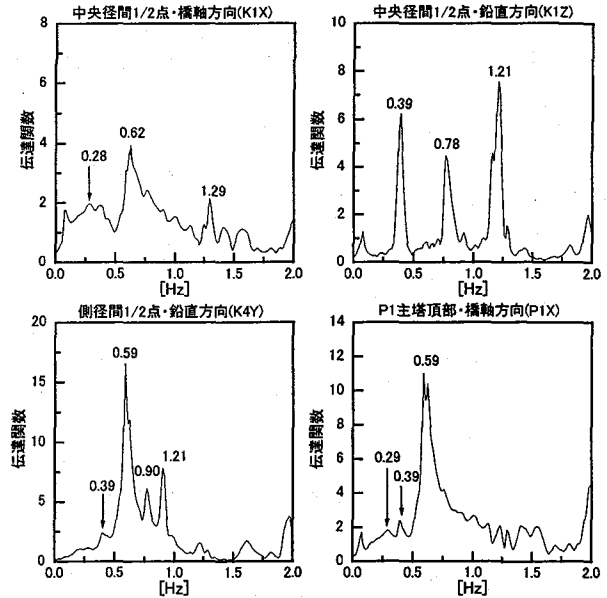 中央径間1/2点・橋軸方向(K1X)
伝達関数
8
6
4
2
0
0.28
0.62
1.29
0.0 0.5 1.0 1.5 2.0
[Hz]
中央径間1/2点・鉛直方向(K1Z)
伝達関数
10
8
6
4
2
0
0.39
0.78
1.21
0.0 0.5 1.0 1.5 2.0
[Hz]
側径間1/2点・鉛直方向(K4Y)
伝達関数
20
15
10
5
0
0.39
0.59
0.90
1.21
0.0 0.5 1.0 1.5 2.0
[Hz]
P1主塔頂部・橋軸方向(P1X)
伝達関数
14
12
10
8
6
4
2
0
0.29
0.39
0.59
0.0 0.5 1.0 1.5 2.0
[Hz]